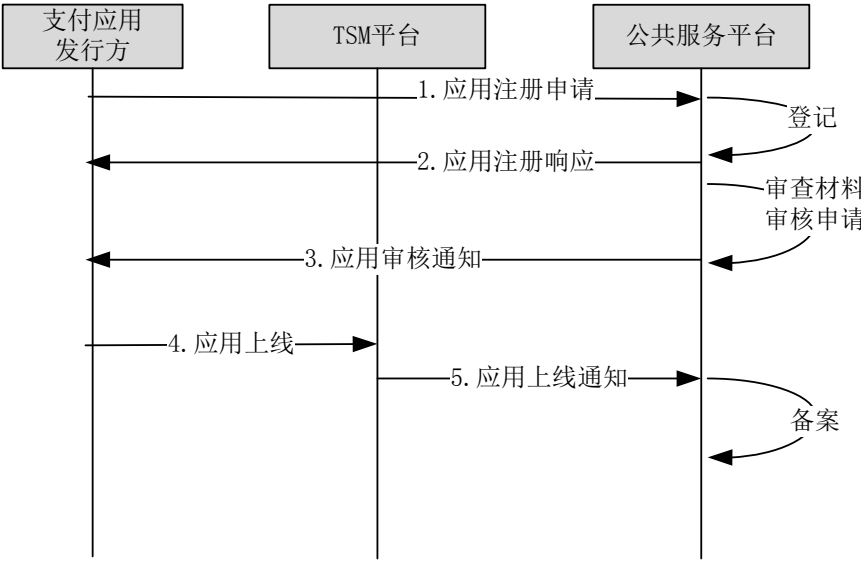 支付应用
发行方
TSM平台
公共服务平台
1.应用注册申请
登记
2.应用注册响应
审查材料
审核申请
3.应用审核通知
4.应用上线
5.应用上线通知
备案